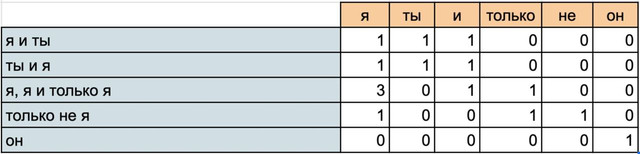 я ты и только не он
я и ты 1 1 1 0 0 0
ты и я 1 1 1 0 0 0
я, я и только я 3 0 1 1 0 0
только не я 1 0 0 1 1 0
он 0 0 0 0 0 1